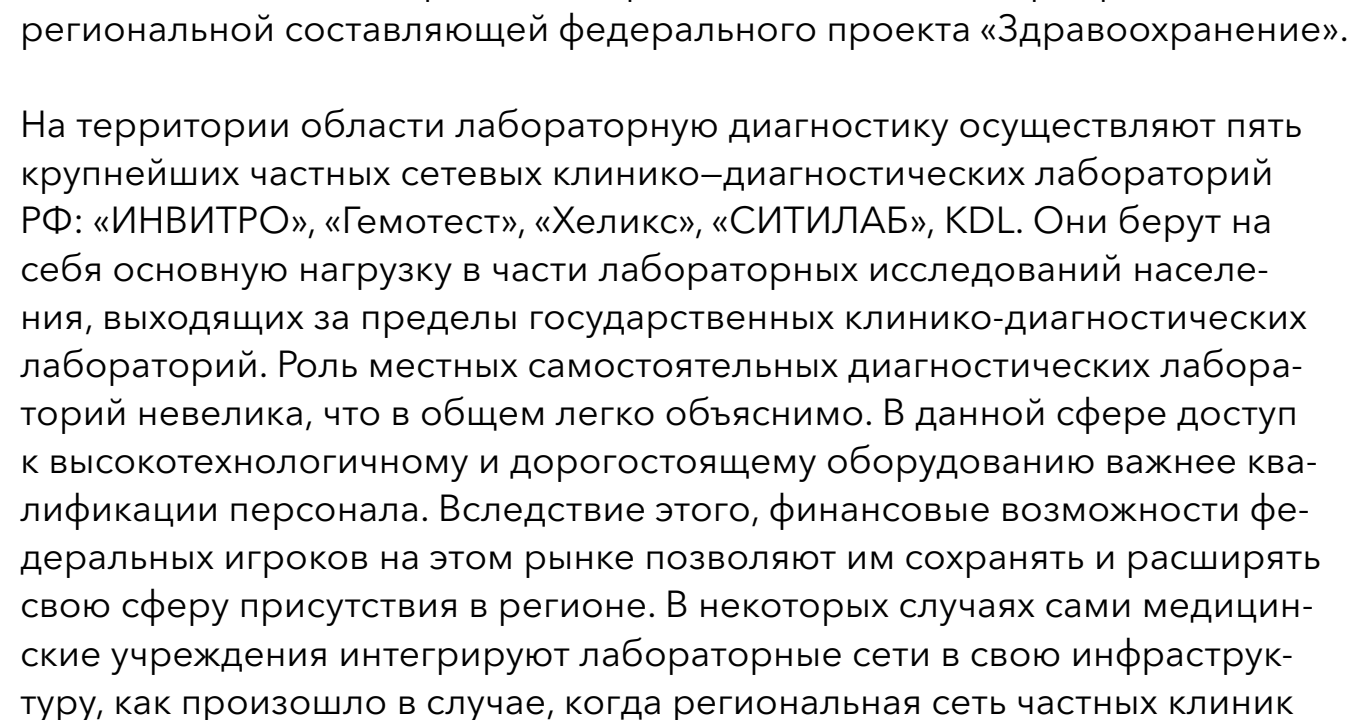 региональной составляющей федерального проекта «Здравоохранение».
На территории области лабораторную диагностику осуществляют пять
крупнейших частных сетевых клинико–диагностических лабораторий
РФ: «ИНВИТРО», «Гемотест», «Хеликс», «СИТИЛАБ», KDL. Они берут на
себя основную нагрузку в части лабораторных исследований населе-
ния, выходящих за пределы государственных клинико-диагностических
лабораторий. Роль местных самостоятельных диагностических лабора-
торий невелика, что в общем легко объяснимо. В данной сфере доступ
к высокотехнологичному и дорогостоящему оборудованию важнее ква-
лификации персонала. Вследствие этого, финансовые возможности фе-
деральных игроков на этом рынке позволяют им сохранять и расширять
свою сферу присутствия в регионе. В некоторых случаях сами медицин-
ские учреждения интегрируют лабораторные сети в свою инфраструк-
туру, как произошло в случае, когда региональная сеть частных клиник